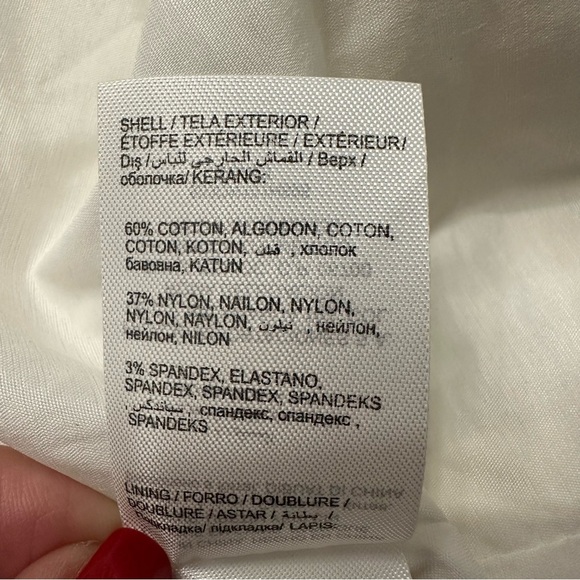 SHELL / TELA EXTERIOR /
ÉTOFFE EXTÉRIEURE / EXTÉRIEUR/
Dış / القماش الخارجي للناس / Верх /
оболочка/ KERANG:
60% COTTON, ALGODON, COTON,
COTON, KOTON, قطن , хлопок
бавовна, KATUN
37% NYLON, NAILON, NYLON,
NYLON, NAYLON, نيلون , нейлон,
нейлон, NILON
3% SPANDEX, ELASTANO,
SPANDEX, SPANDEX, SPANDEKS
, سباندكس , спандекс, спандекс ,
SPANDEKS
LINING / FORRO / DOUBLURE /
DOUBLURE / ASTAR / بطانة /
підкладка/ LAPIS: